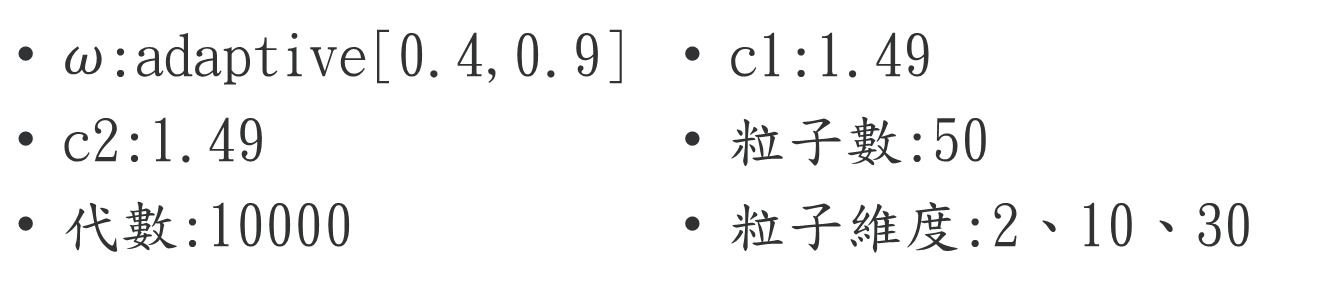 • ω:adaptive[0.4,0.9]
• c1:1.49
• c2:1.49
• 粒子數:50
• 代數:10000
• 粒子維度:2、10、30